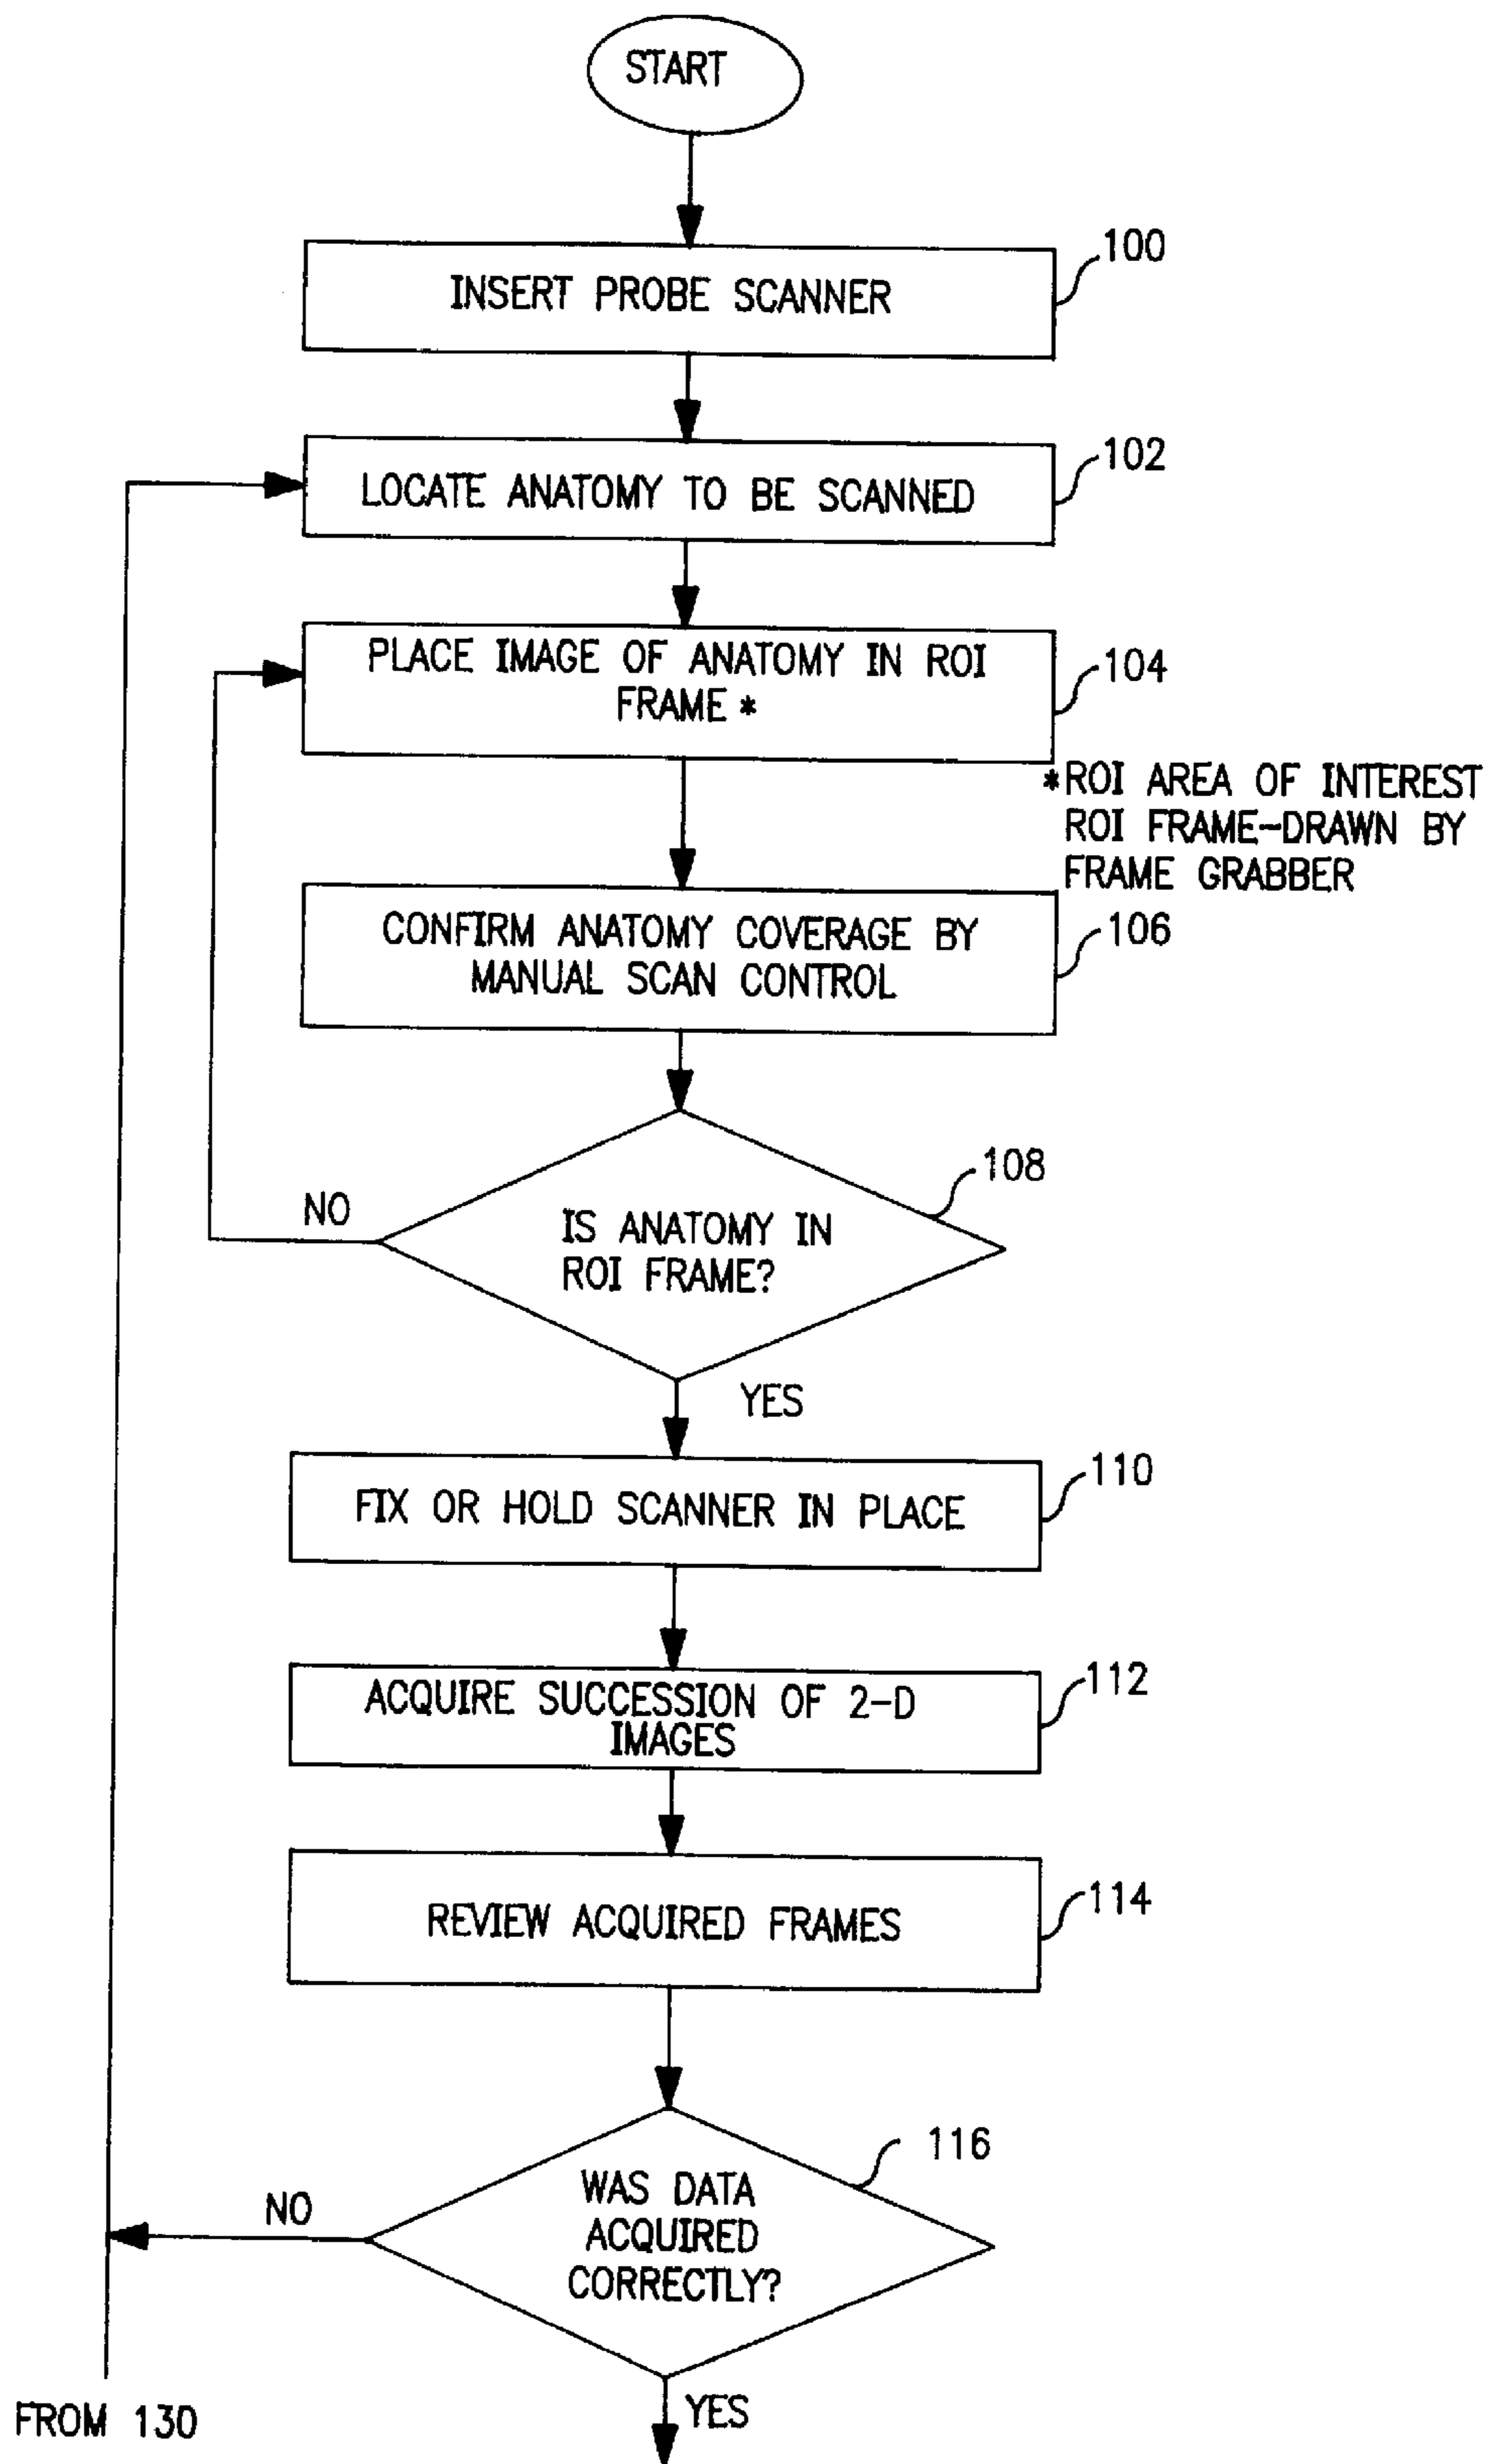 START
INSERT PROBE SCANNER
100
LOCATE ANATOMY TO BE SCANNED
102
PLACE IMAGE OF ANATOMY IN ROI
FRAME *
104
*ROI AREA OF INTEREST
ROI FRAME-DRAWN BY
FRAME GRABBER
CONFIRM ANATOMY COVERAGE BY
MANUAL SCAN CONTROL
106
IS ANATOMY IN
ROI FRAME?
108
NO
YES
FIX OR HOLD SCANNER IN PLACE
110
ACQUIRE SUCCESSION OF 2-D
IMAGES
112
REVIEW ACQUIRED FRAMES
114
WAS DATA
ACQUIRED
CORRECTLY?
116
NO
YES
FROM 130